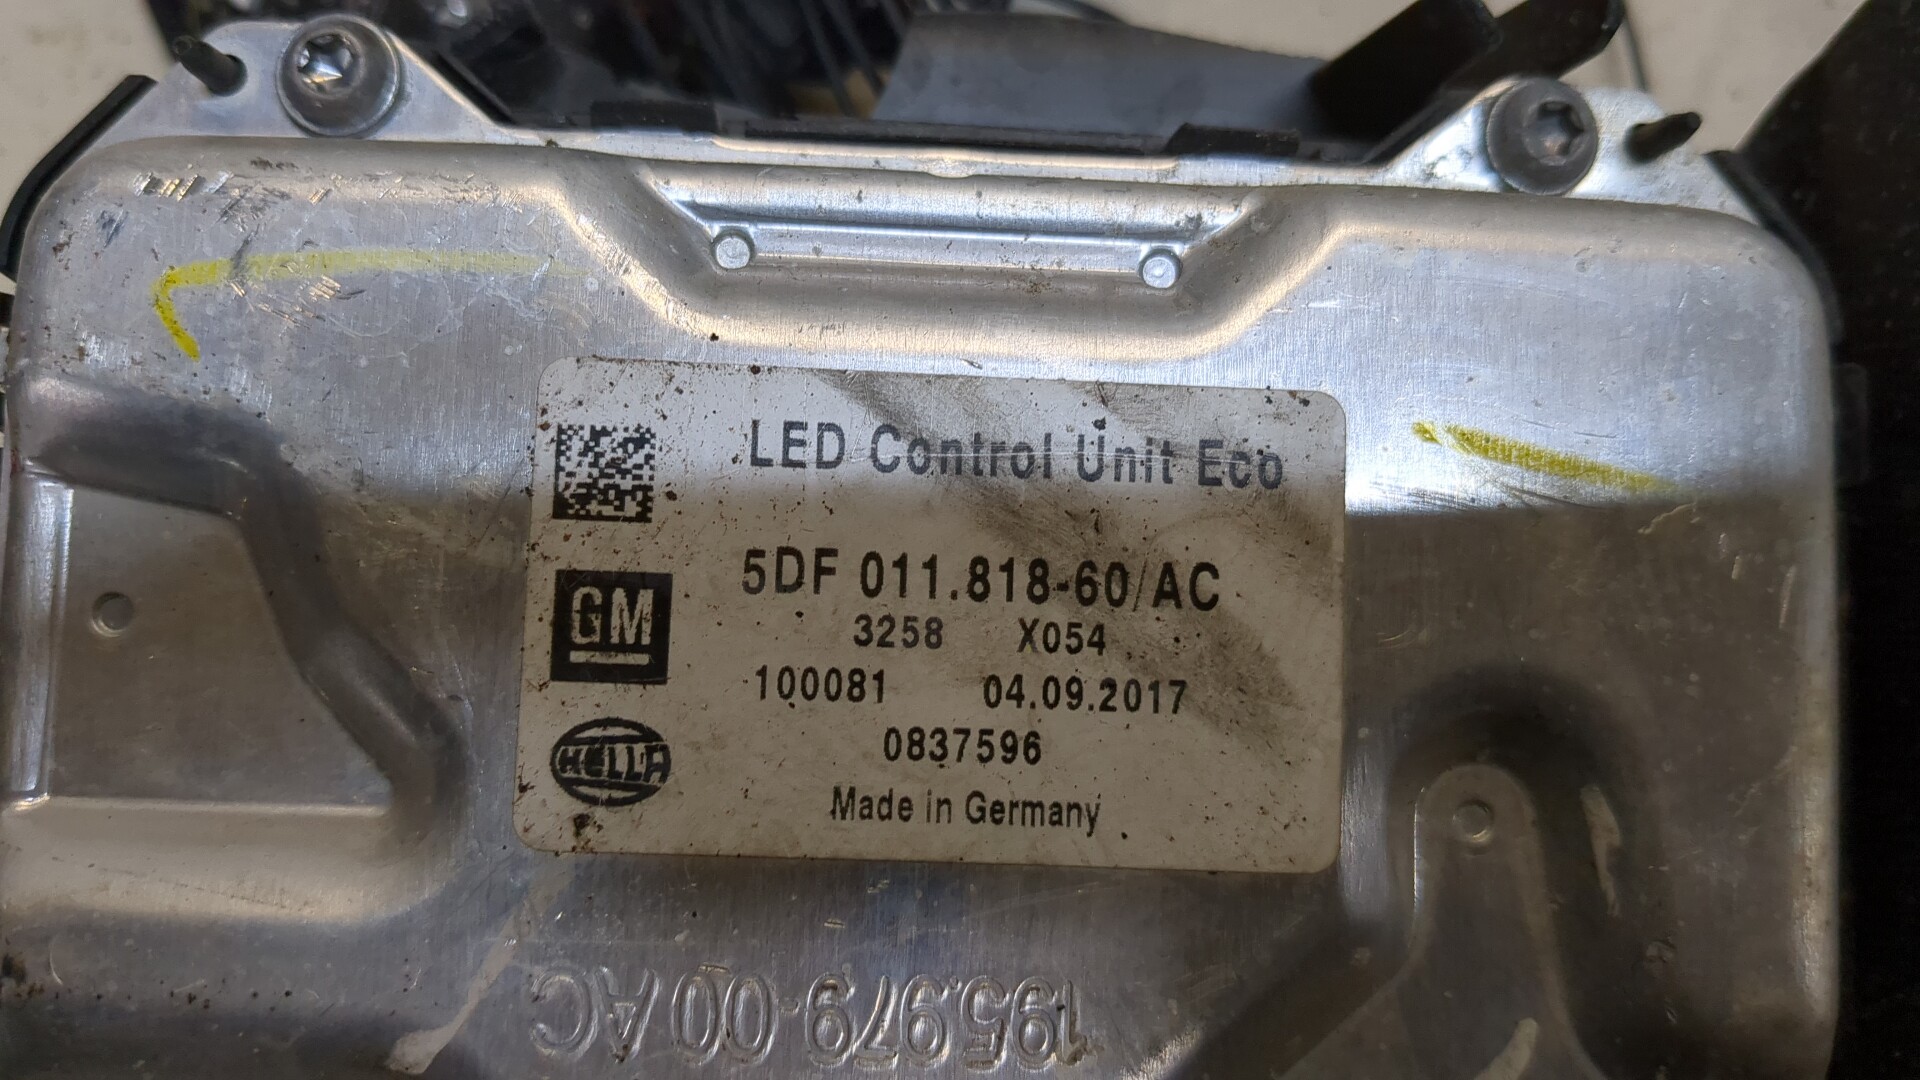 LED Control Unit Eco
5DF 011.818-60/AC
GM
3258 X054
100081 04.09.2017
0837596
HELLA
Made in Germany
195.979-00 AC